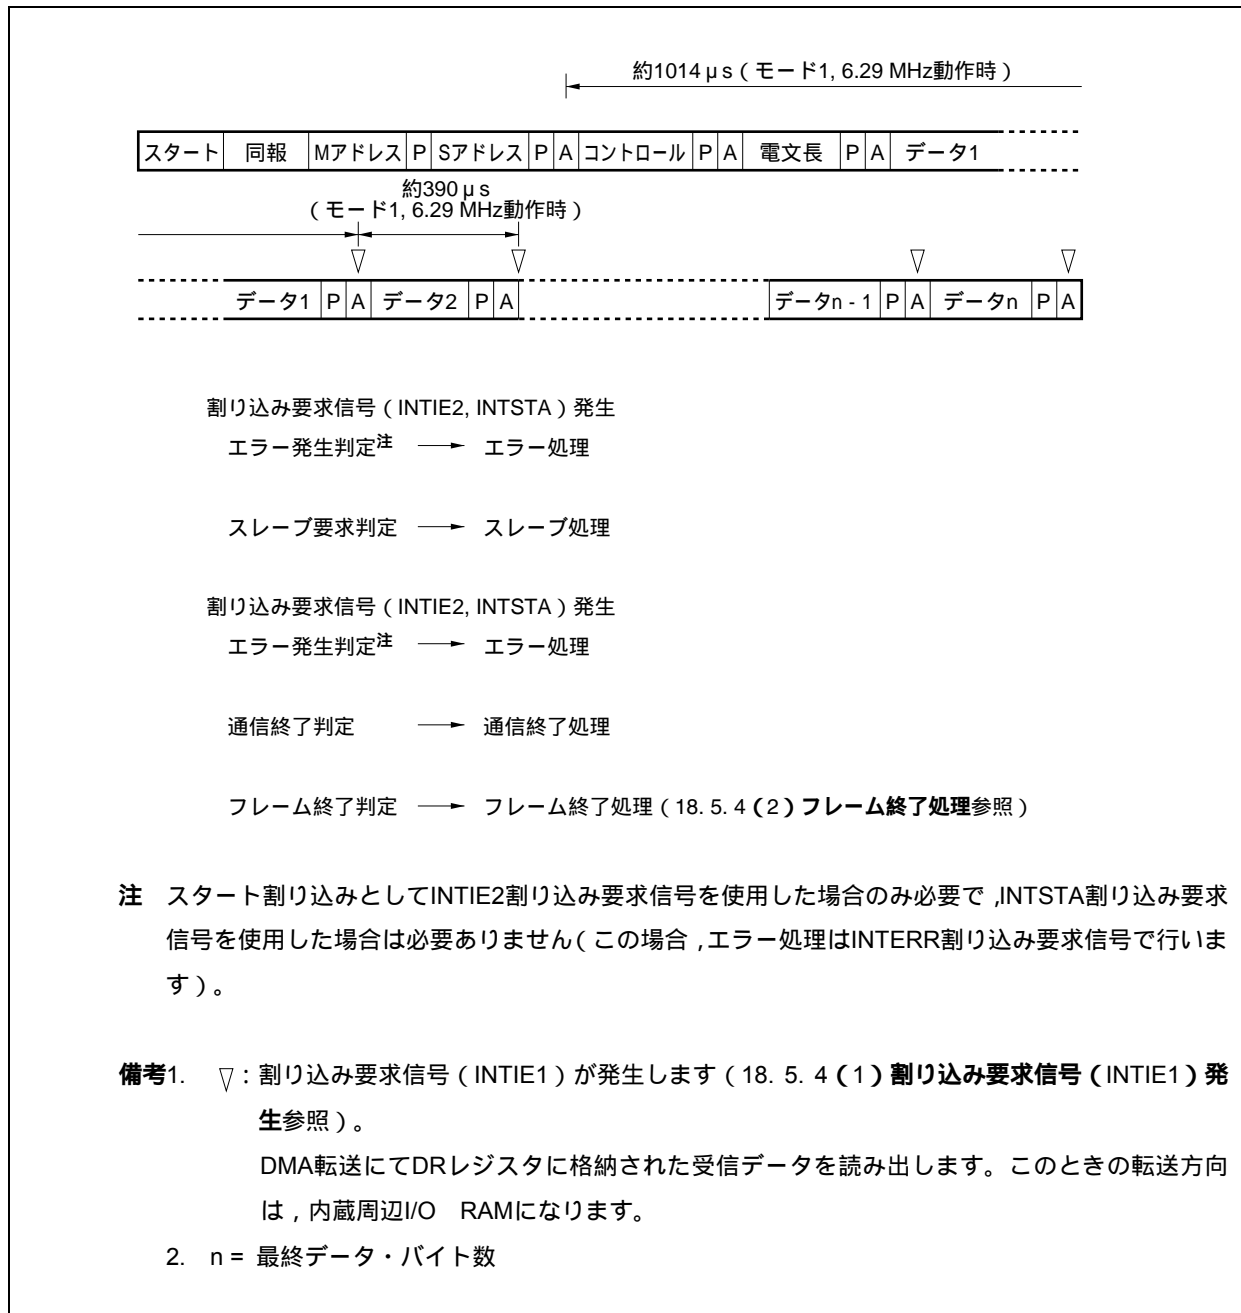 約1014 μs（モード1, 6.29 MHz動作時）
スタート 同報 Mアドレス P Sアドレス P A コントロール P A 電文長 P A データ1
約390 μs
（モード1, 6.29 MHz動作時）
▽ ▽ ▽ ▽
データ1 P A データ2 P A データn - 1 P A データn P A
割り込み要求信号（INTIE2, INTSTA）発生
エラー発生判定注 → エラー処理
スレーブ要求判定 → スレーブ処理
割り込み要求信号（INTIE2, INTSTA）発生
エラー発生判定注 → エラー処理
通信終了判定 → 通信終了処理
フレーム終了判定 → フレーム終了処理（18. 5. 4（2）フレーム終了処理参照）
注 スタート割り込みとしてINTIE2割り込み要求信号を使用した場合のみ必要で，INTSTA割り込み要求
信号を使用した場合は必要ありません（この場合，エラー処理はINTERR割り込み要求信号で行いま
す）。
備考1. ▽：割り込み要求信号（INTIE1）が発生します（18. 5. 4（1）割り込み要求信号（INTIE1）発
生参照）。
DMA転送にてDRレジスタに格納された受信データを読み出します。このときの転送方向
は，内蔵周辺I/O RAMになります。
2. n = 最終データ・バイト数